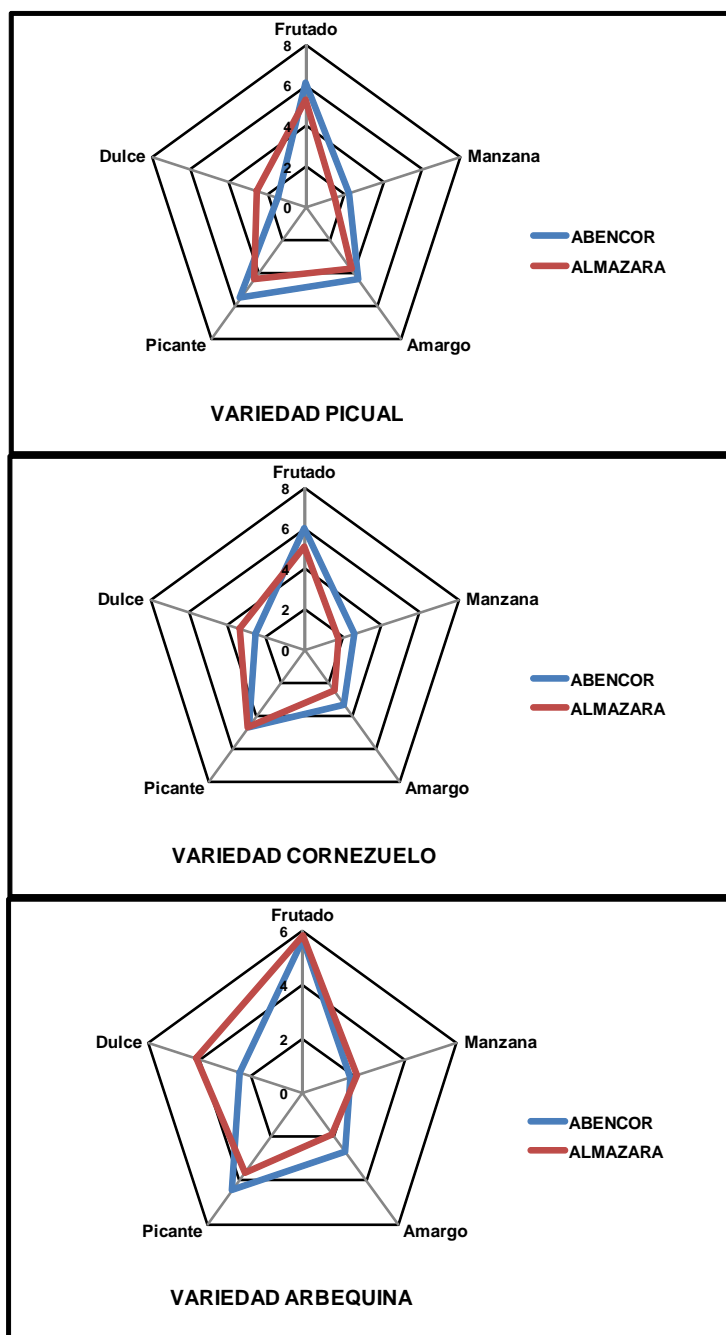 Frutado
8
6
4
2
0
Dulce
Manzana
Picante
Amargo
ABENCOR
ALMAZARA
VARIEDAD PICUAL
Frutado
8
6
4
2
0
Dulce
Manzana
Picante
Amargo
ABENCOR
ALMAZARA
VARIEDAD CORNEZUELO
Frutado
6
4
2
0
Dulce
Manzana
Picante
Amargo
ABENCOR
ALMAZARA
VARIEDAD ARBEQUINA